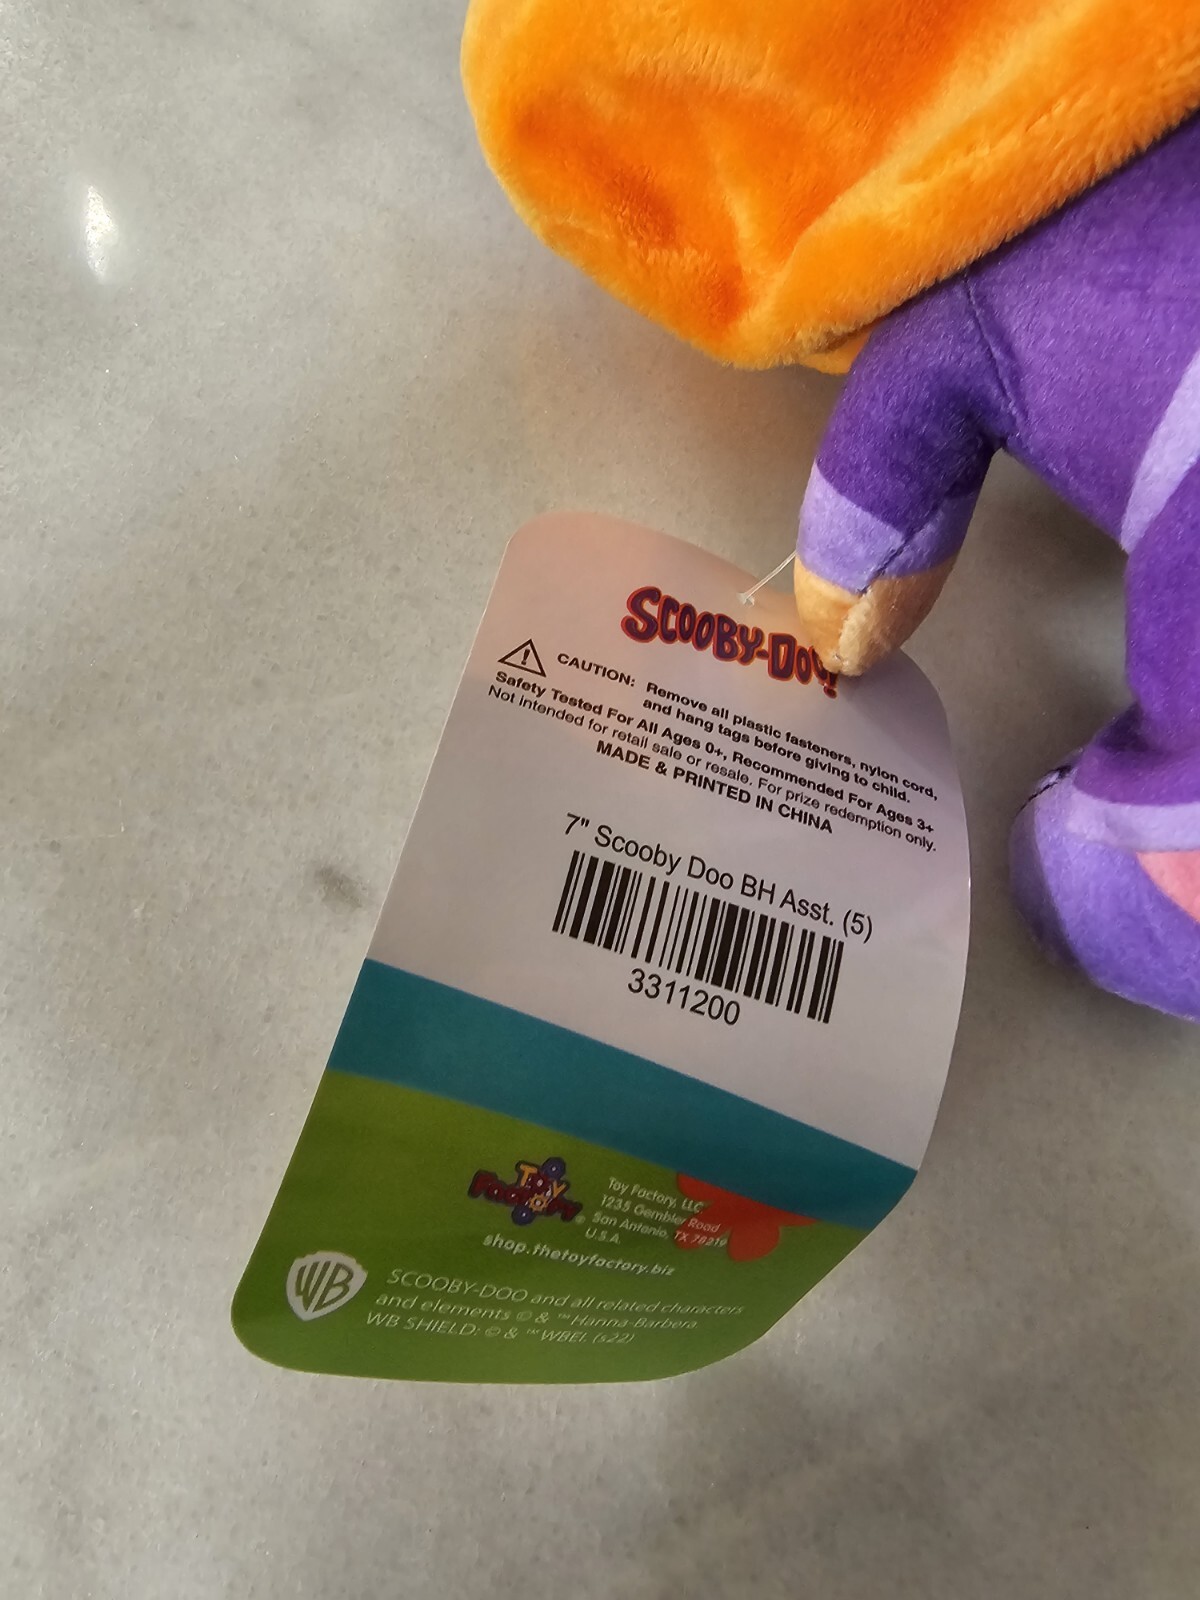 SCOOBY-DOO!
CAUTION: Remove all plastic fasteners, nylon cord,
and hang tags before giving to child.
Safety Tested For All Ages 0+, Recommended For Ages 3+
Not intended for retail sale or resale. For prize redemption only.
MADE & PRINTED IN CHINA
7" Scooby Doo BH Asst. (5)
3311200
Toy Factory ®
Toy Factory, LLC
1235 Gembler Road
San Antonio, TX 78219
U.S.A.
shop.thetoyfactory.biz
WB
SCOOBY-DOO and all related characters
and elements © & ™ Hanna-Barbera.
WB SHIELD: © & ™ WBEI. (s22)